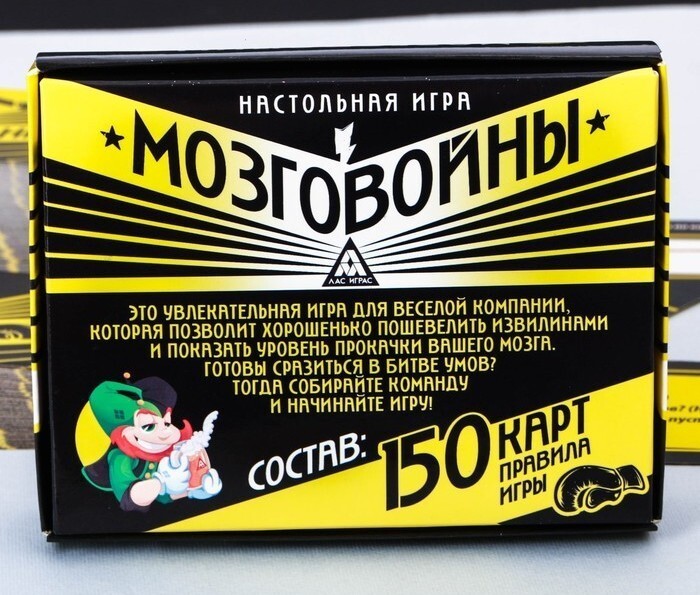 НАСТОЛЬНАЯ ИГРА
МОЗГОВОЙНЫ
ЛАС ИГРАС
ЭТО УВЛЕКАТЕЛЬНАЯ ИГРА ДЛЯ ВЕСЕЛОЙ КОМПАНИИ,
КОТОРАЯ ПОЗВОЛИТ ХОРОШЕНЬКО ПОШЕВЕЛИТЬ ИЗВИЛИНАМИ
И ПОКАЗАТЬ УРОВЕНЬ ПРОКАЧКИ ВАШЕГО МОЗГА.
ГОТОВЫ СРАЗИТЬСЯ В БИТВЕ УМОВ?
ТОГДА СОБИРАЙТЕ КОМАНДУ
И НАЧИНАЙТЕ ИГРУ!
СОСТАВ:
150 КАРТ
ПРАВИЛА
ИГРЫ